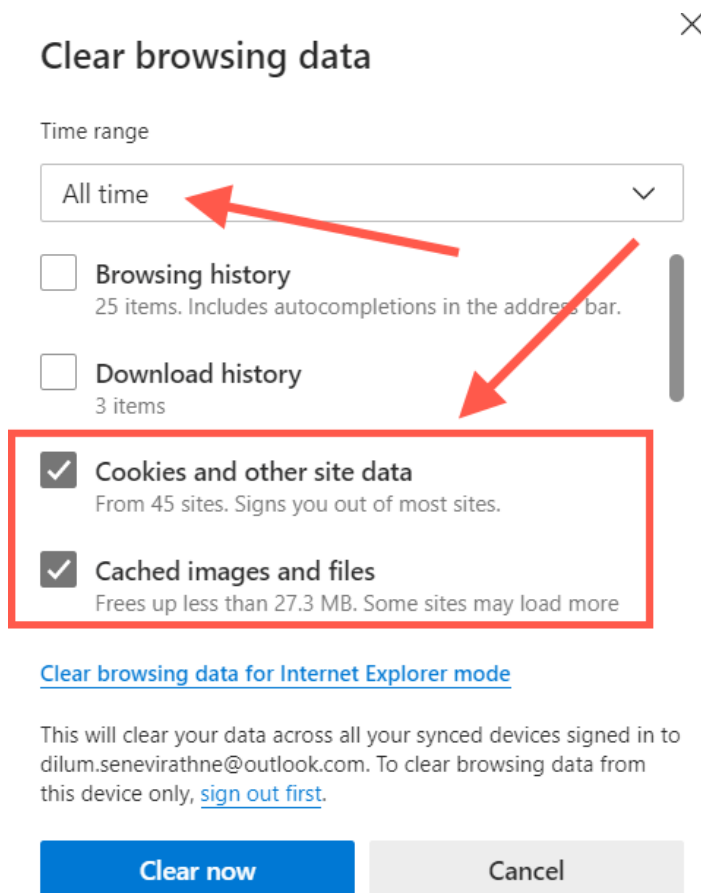 Clear browsing data
Time range
All time
Browsing history
25 items. Includes autocompletions in the address bar.
Download history
3 items
Cookies and other site data
From 45 sites. Signs you out of most sites.
Cached images and files
Frees up less than 27.3 MB. Some sites may load more
Clear browsing data for Internet Explorer mode
This will clear your data across all your synced devices signed in to
dilum.senevirathne@outlook.com. To clear browsing data from
this device only, sign out first.
Clear now
Cancel